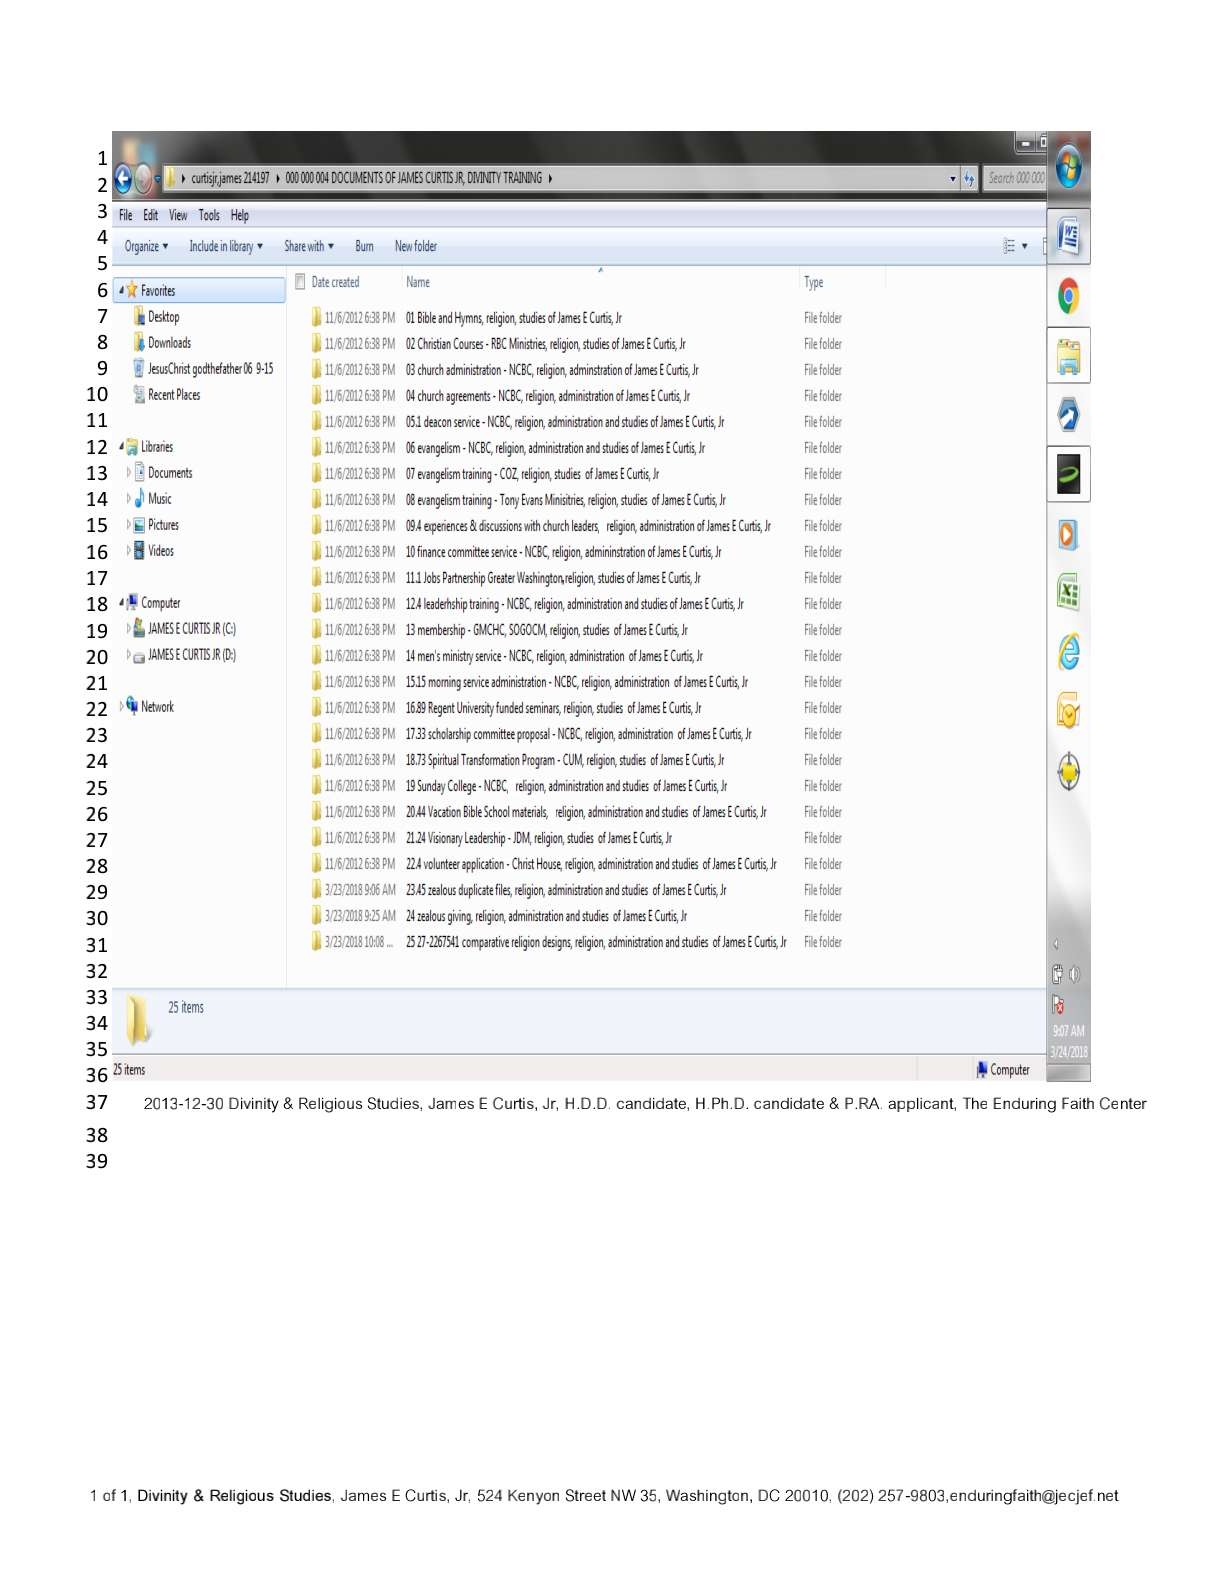 1
2 curtisjr,james 214197 000 000 004 DOCUMENTS OF JAMES CURTIS JR, DIVINITY TRAINING Search 000 000
3 File Edit View Tools Help
4 Organize Include in library Share with Burn New folder
5
Date created Name Type
6 Favorites
7 Desktop 11/6/2012 6:38 PM 01 Bible and Hymns, religion, studies of James E Curtis, Jr File folder
8 Downloads 11/6/2012 6:38 PM 02 Christian Courses - RBC Ministries, religion, studies of James E Curtis, Jr File folder
9 JesusChrist godthefather 06 9-15 11/6/2012 6:38 PM 03 church administration - NCBC, religion, adminstration of James E Curtis, Jr File folder
10 Recent Places 11/6/2012 6:38 PM 04 church agreements - NCBC, religion, administration of James E Curtis, Jr File folder
11 11/6/2012 6:38 PM 05.1 deacon service - NCBC, religion, administration and studies of James E Curtis, Jr File folder
12 Libraries 11/6/2012 6:38 PM 06 evangelism - NCBC, religion, administration and studies of James E Curtis, Jr File folder
13 Documents 11/6/2012 6:38 PM 07 evangelism training - COZ, religion, studies of James E Curtis, Jr File folder
14 Music 11/6/2012 6:38 PM 08 evangelism training - Tony Evans Minisitries, religion, studies of James E Curtis, Jr File folder
15 Pictures 11/6/2012 6:38 PM 09.4 experiences & discussions with church leaders, religion, administration of James E Curtis, Jr File folder
16 Videos 11/6/2012 6:38 PM 10 finance committee service - NCBC, religion, admininstration of James E Curtis, Jr File folder
17 11/6/2012 6:38 PM 11.1 Jobs Partnership Greater Washington,religion, studies of James E Curtis, Jr File folder
18 Computer 11/6/2012 6:38 PM 12.4 leaderhship training - NCBC, religion, administration and studies of James E Curtis, Jr File folder
19 JAMES E CURTIS JR (C:) 11/6/2012 6:38 PM 13 membership - GMCHC, SOGOCM, religion, studies of James E Curtis, Jr File folder
20 JAMES E CURTIS JR (D:) 11/6/2012 6:38 PM 14 men's ministry service - NCBC, religion, administration of James E Curtis, Jr File folder
21 11/6/2012 6:38 PM 15.15 morning service administration - NCBC, religion, administration of James E Curtis, Jr File folder
22 Network 11/6/2012 6:38 PM 16.89 Regent University funded seminars, religion, studies of James E Curtis, Jr File folder
23 11/6/2012 6:38 PM 17.33 scholarship committee proposal - NCBC, religion, administration of James E Curtis, Jr File folder
24 11/6/2012 6:38 PM 18.73 Spiritual Transformation Program - CUM, religion, studies of James E Curtis, Jr File folder
25 11/6/2012 6:38 PM 19 Sunday College - NCBC, religion, administration and studies of James E Curtis, Jr File folder
26 11/6/2012 6:38 PM 20.44 Vacation Bible School materials, religion, administration and studies of James E Curtis, Jr File folder
27 11/6/2012 6:38 PM 21.24 Visionary Leadership - JDM, religion, studies of James E Curtis, Jr File folder
28 11/6/2012 6:38 PM 22.4 volunteer application - Christ House, religion, administration and studies of James E Curtis, Jr File folder
29 3/23/2018 9:06 AM 23.45 zealous duplicate files, religion, administration and studies of James E Curtis, Jr File folder
30 3/23/2018 9:25 AM 24 zealous giving, religion, administration and studies of James E Curtis, Jr File folder
31 3/23/2018 10:08 ... 25 27-2267541 comparative religion designs, religion, administration and studies of James E Curtis, Jr File folder
32
33 25 items
34
9:07 AM
35 3/24/2018
36 25 items Computer
37 2013-12-30 Divinity & Religious Studies, James E Curtis, Jr, H.D.D. candidate, H.Ph.D. candidate & P.RA. applicant, The Enduring Faith Center
38
39
1 of 1, Divinity & Religious Studies, James E Curtis, Jr, 524 Kenyon Street NW 35, Washington, DC 20010, (202) 257-9803,enduringfaith@jecjef.net